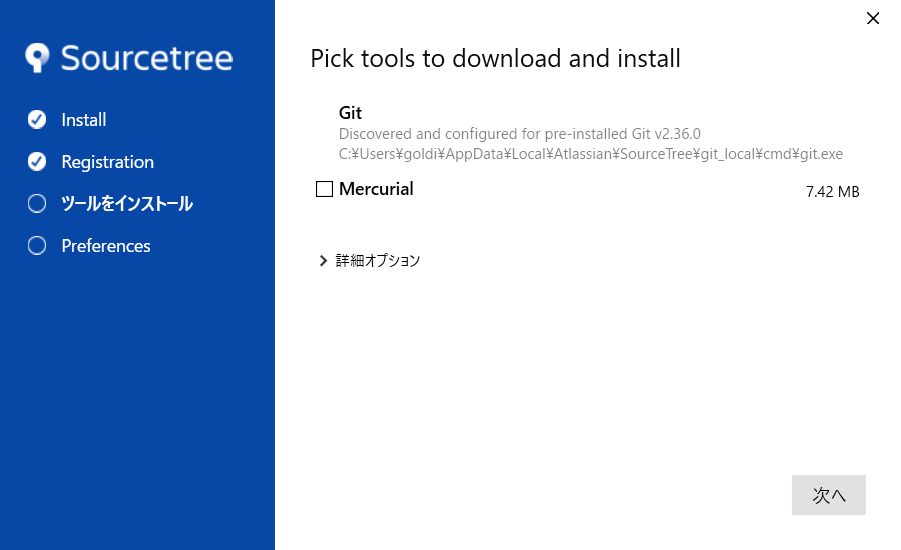 Sourcetree
Install
Registration
ツールをインストール
Preferences
Pick tools to download and install
Git
Discovered and configured for pre-installed Git v2.36.0
C:¥Users¥goldi¥AppData¥Local¥Atlassian¥SourceTree¥git_local¥cmd¥git.exe
Mercurial 7.42 MB
詳細オプション
次へ